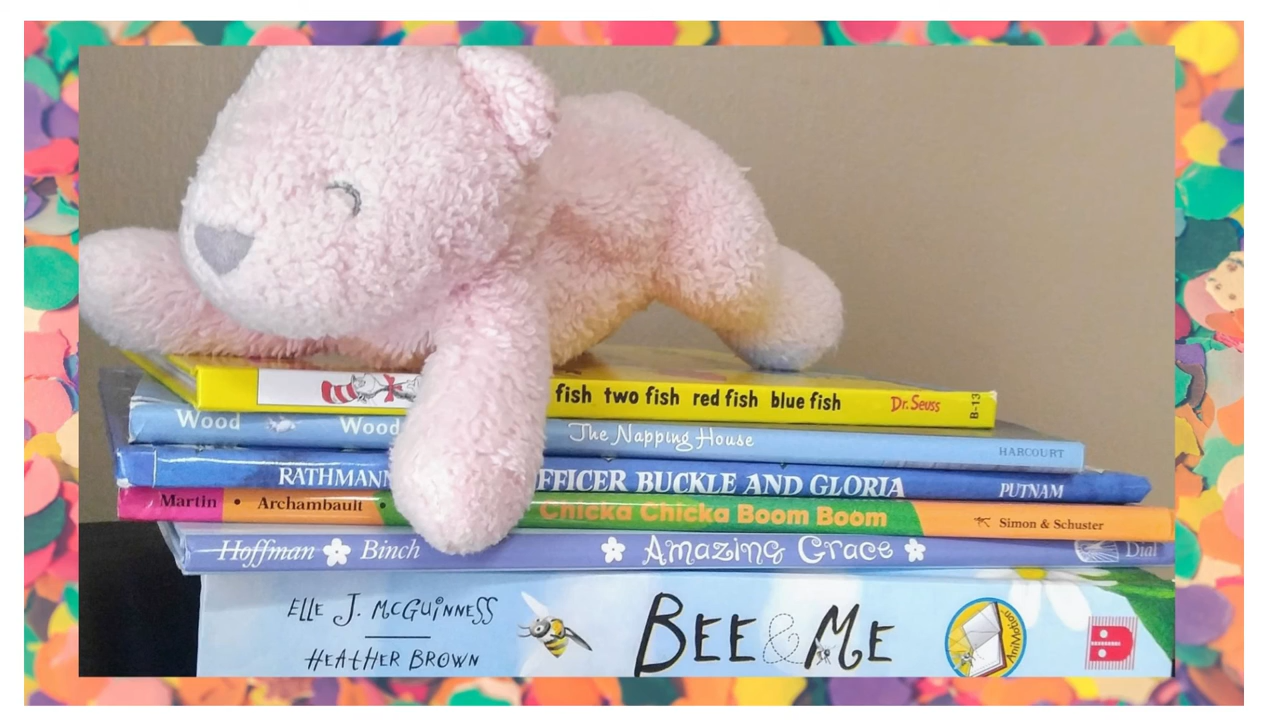 fish two fish red fish blue fish Dr. Seuss B-13
Wood Wood The Napping House HARCOURT
RATHMANN FFICER BUCKLE AND GLORIA PUTNAM
Martin • Archambault • Chicka Chicka Boom Boom Simon & Schuster
Hoffman Binch Amazing Grace Dial
ELLE J. McGUINNESS
HEATHER BROWN
BEE & ME
AniMotion